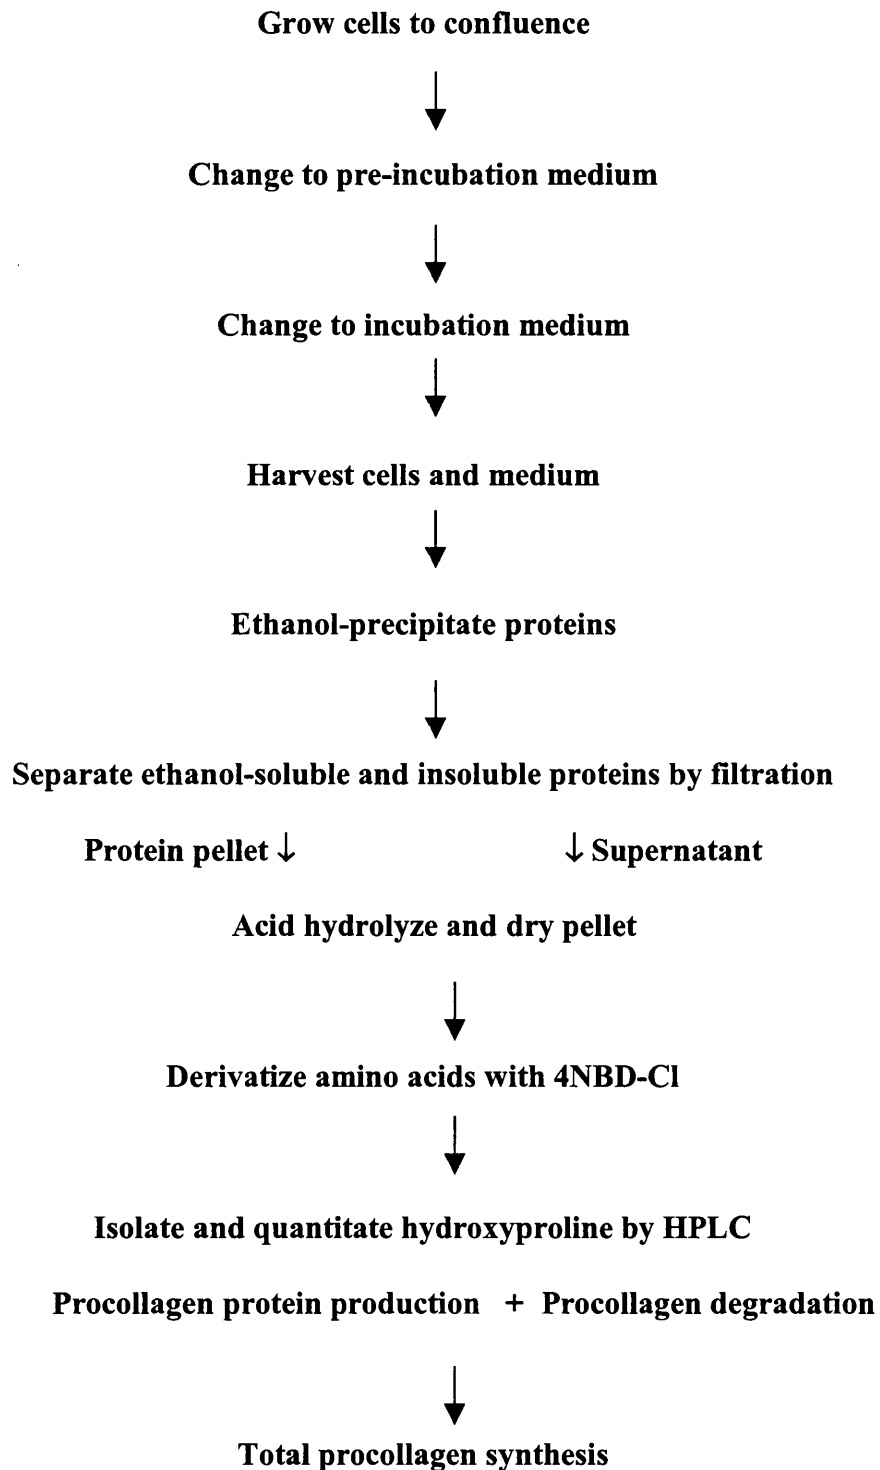 Grow cells to confluence
Change to pre-incubation medium
Change to incubation medium
Harvest cells and medium
Ethanol-precipitate proteins
Separate ethanol-soluble and insoluble proteins by filtration
Protein pellet ↓ ↓ Supernatant
Acid hydrolyze and dry pellet
Derivatize amino acids with 4NBD-Cl
Isolate and quantitate hydroxyproline by HPLC
Procollagen protein production + Procollagen degradation
Total procollagen synthesis